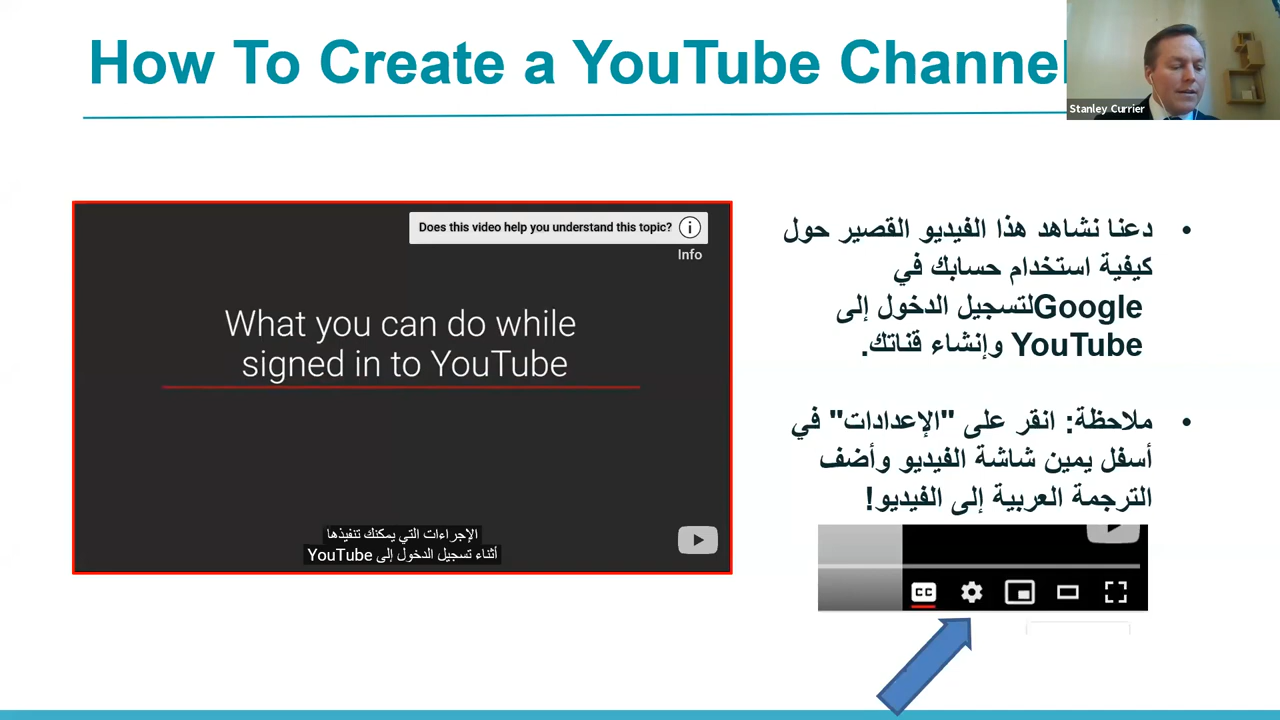 How To Create a YouTube Channel
Stanley Currier
Does this video help you understand this topic?
Info
What you can do while
signed in to YouTube
الإجراءات التي يمكنك تنفيذها
أثناء تسجيل الدخول إلى YouTube
• دعنا نشاهد هذا الفيديو القصير حول
كيفية استخدام حسابك في
Googleلتسجيل الدخول إلى
YouTube وإنشاء قناتك.
• ملاحظة: انقر على "الإعدادات" في
أسفل يمين شاشة الفيديو وأضف
الترجمة العربية إلى الفيديو!
CC